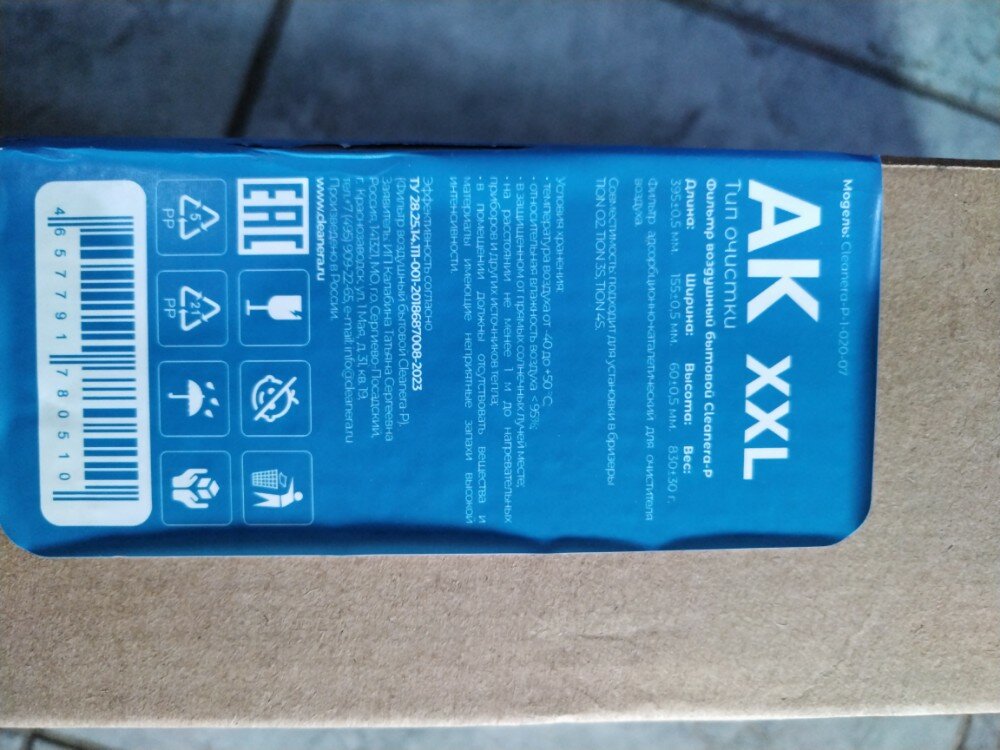 Модель: Cleanera-P-1-020-07
AK XXL
Тип очистки
Фильтр воздушный бытовой Cleanera-P
Длина: Ширина: Высота: Вес:
395±0,5 мм. 155±0,5 мм. 60±0,5 мм. 830±30 г.
Фильтр адсорбционно-каталитический для очистителя
воздуха.
Совместимость: подходит для установки в бризеры
TION O2, TION 3S, TION 4S.
Условия хранения:
• температура воздуха от -40 до +50 °C;
• относительная влажность воздуха < 95%;
• в защищенном от прямых солнечных лучей месте;
• на расстоянии не менее 1 м до нагревательных
приборов и других источников тепла;
• в помещении должны отсутствовать вещества и
материалы имеющие неприятные запахи высокой
интенсивности.
Эффективность согласно
ТУ 28.25.14.111-001-2018687008-2023
(Фильтр воздушный бытовой Cleanera-P),
Заявитель: ИП Калабина Татьяна Сергеевна
Россия, 141321, МО, г.о. Сергиево-Посадский,
г. Краснозаводск, ул. 1 Мая, д. 31, кв. 19,
тел.+7 (495) 905-22-65, e-mail: info@cleanera.ru
Произведено в России.
www.cleanera.ru
EAC
5
PP
21
PP
4657791780510